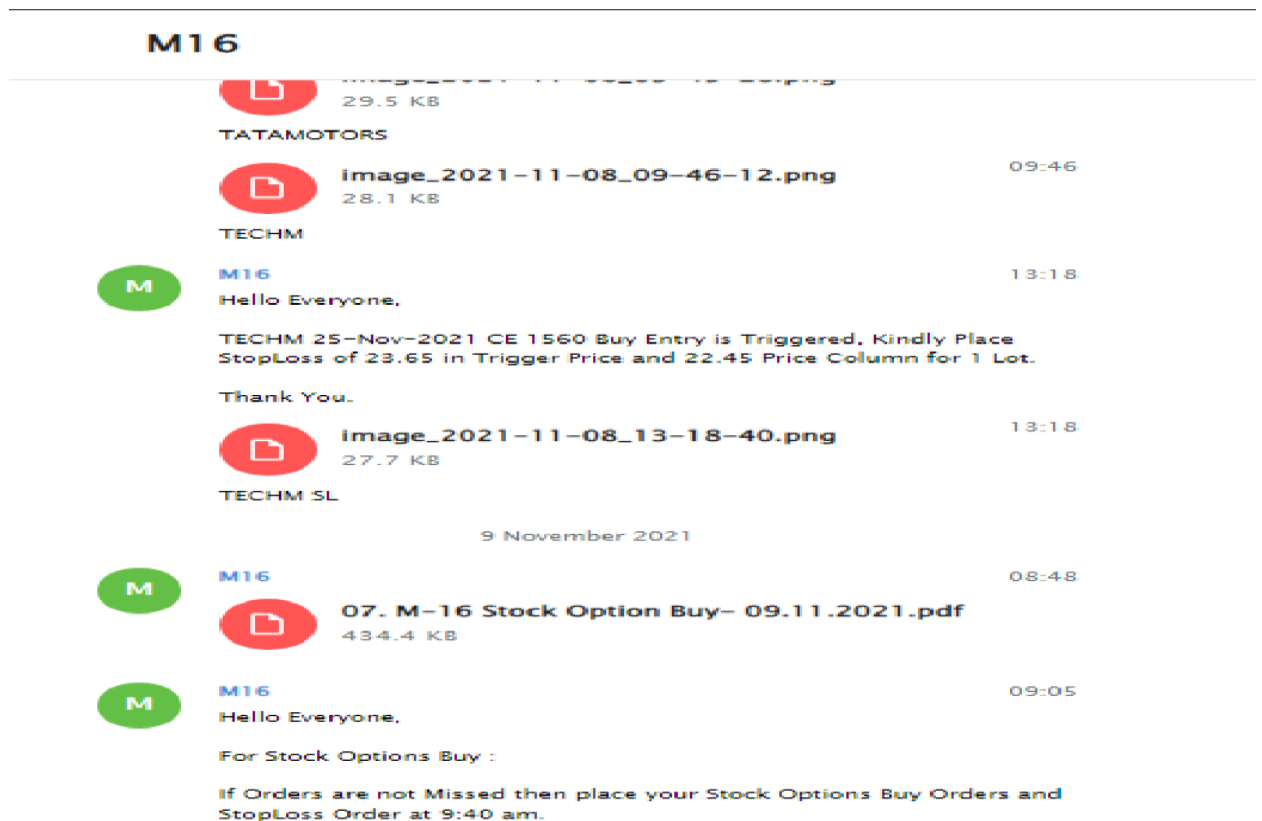 M16
29.5 KB
TATAMOTORS
image_2021-11-08_09-46-12.png 09:46
28.1 KB
TECHM
M
M16 13:18
Hello Everyone,
TECHM 25-Nov-2021 CE 1560 Buy Entry is Triggered, Kindly Place
StopLoss of 23.65 in Trigger Price and 22.45 Price Column for 1 Lot.
Thank You.
image_2021-11-08_13-18-40.png 13:18
27.7 KB
TECHM SL
9 November 2021
M
M16 08:48
07. M-16 Stock Option Buy- 09.11.2021.pdf
434.4 KB
M
M16 09:05
Hello Everyone,
For Stock Options Buy :
If Orders are not Missed then place your Stock Options Buy Orders and
StopLoss Order at 9:40 am.